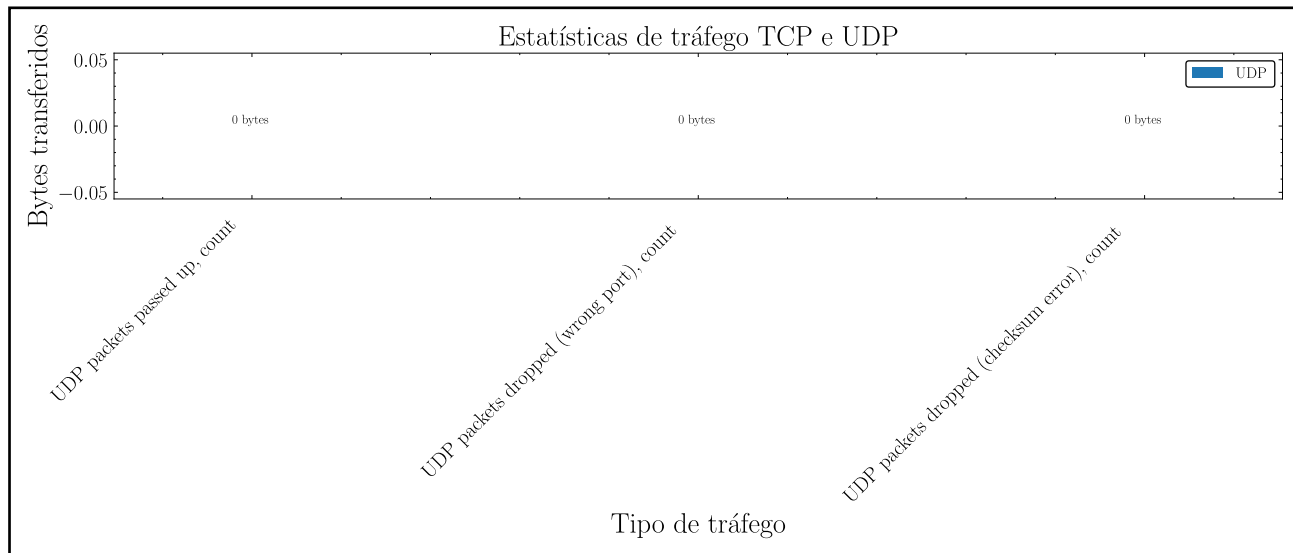 Estatísticas de tráfego TCP e UDP
Bytes transferidos
0.05
0.00
−0.05
UDP
0 bytes
0 bytes
0 bytes
UDP packets passed up, count
UDP packets dropped (wrong port), count
UDP packets dropped (checksum error), count
Tipo de tráfego